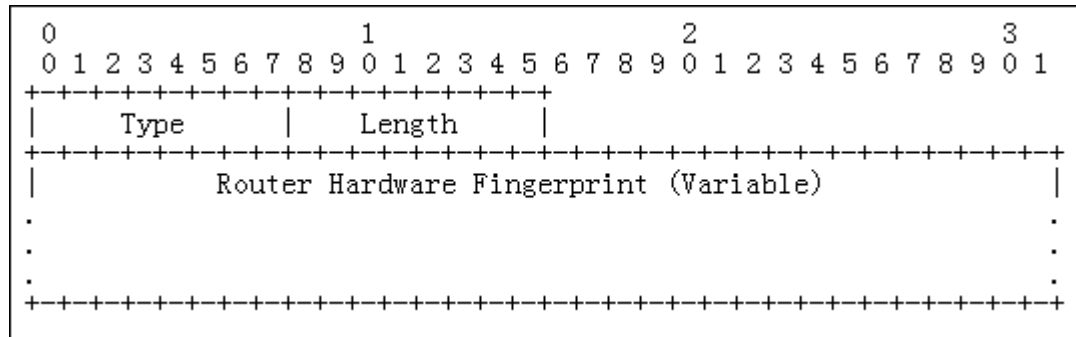 0                   1                   2                   3
0 1 2 3 4 5 6 7 8 9 0 1 2 3 4 5 6 7 8 9 0 1 2 3 4 5 6 7 8 9 0 1
+-+-+-+-+-+-+-+-+-+-+-+-+-+-+-+-+
|     Type      |    Length     |
+-+-+-+-+-+-+-+-+-+-+-+-+-+-+-+-+-+-+-+-+-+-+-+-+-+-+-+-+-+-+-+-+
|           Router Hardware Fingerprint (Variable)              |
.                                                               .
.                                                               .
.                                                               .
+-+-+-+-+-+-+-+-+-+-+-+-+-+-+-+-+-+-+-+-+-+-+-+-+-+-+-+-+-+-+-+-+